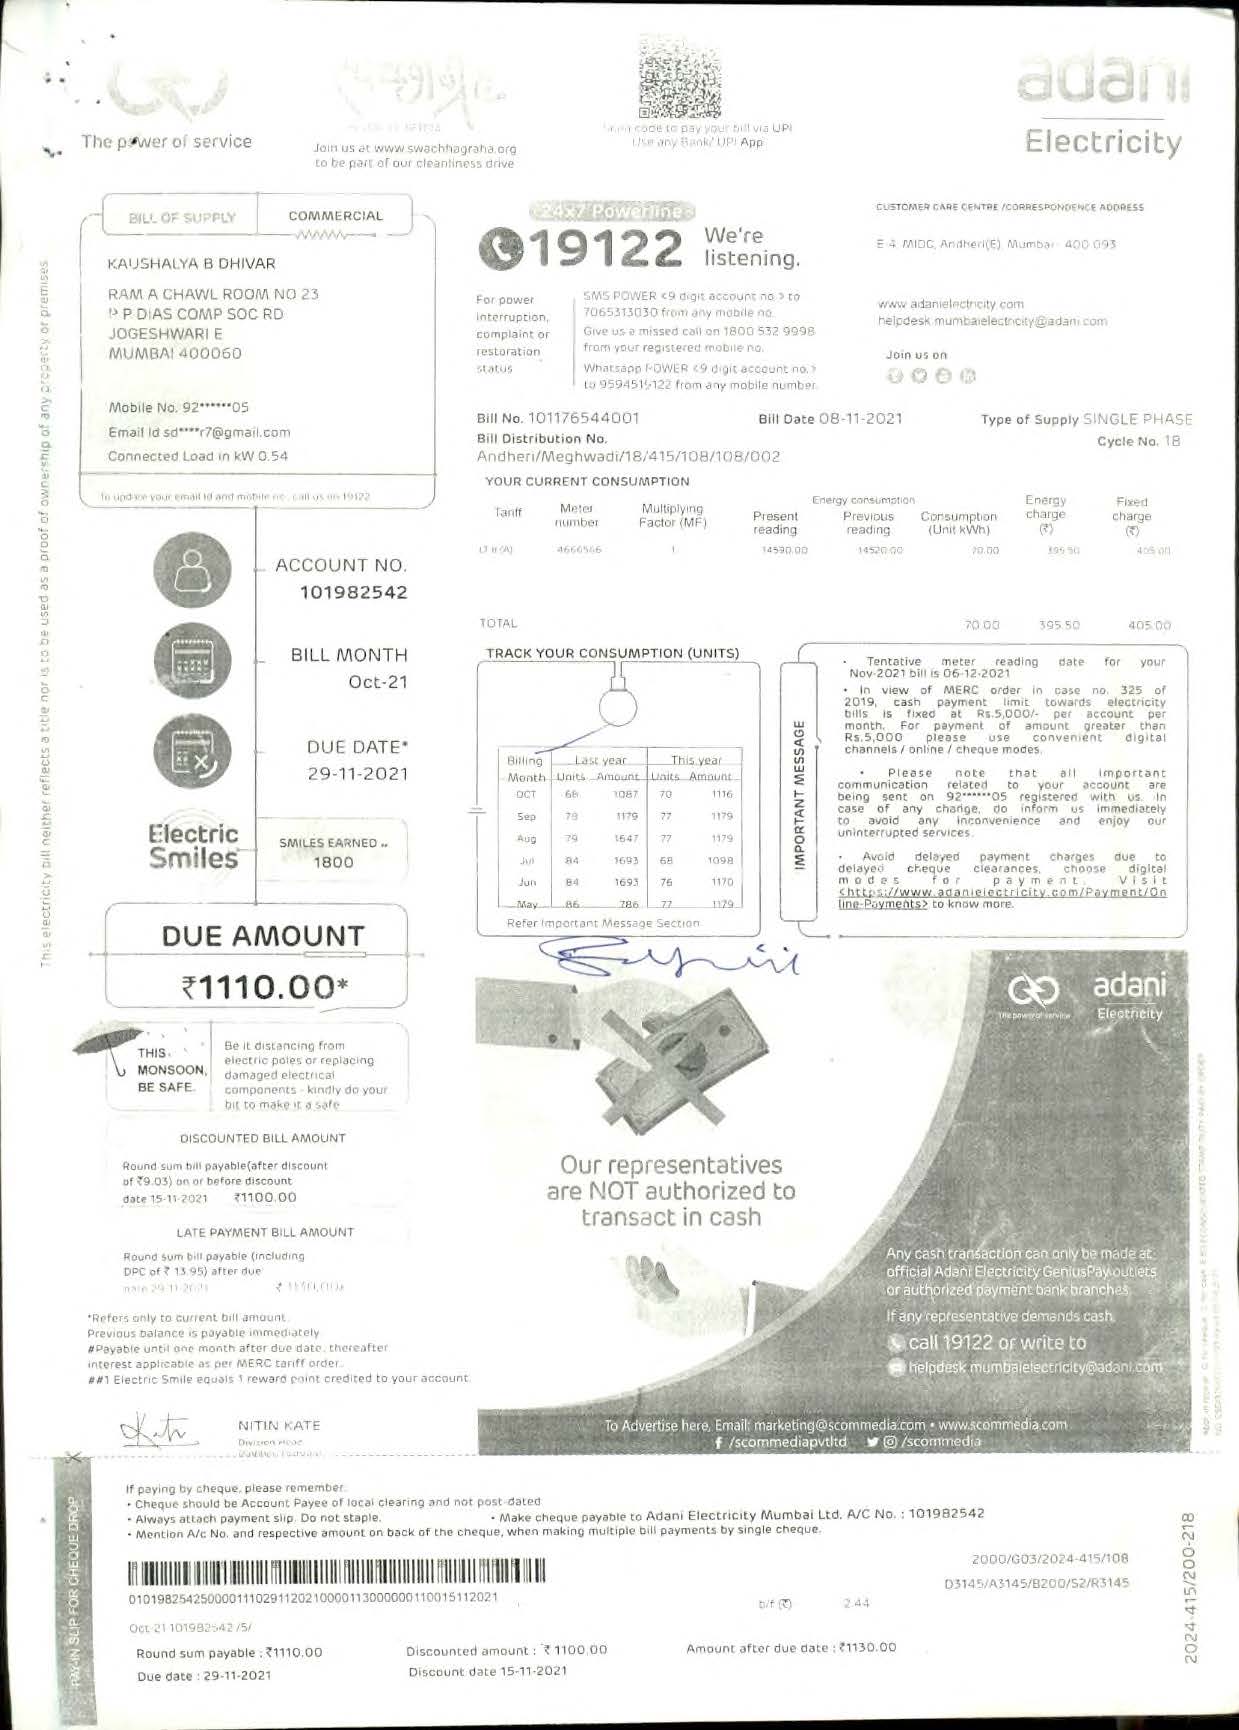 The power of service
Join us at www.swachhagraha.org
to be part of our cleanliness drive
code to pay your bill via UPI
Use any Bank/ UPI App
adani
Electricity
BILL OF SUPPLY
COMMERCIAL
KAUSHALYA B DHIVAR
RAM A CHAWL ROOM NO 23
P P DIAS COMP SOC RD
JOGESHWARI E
MUMBAI 400060
Mobile No. 92******05
Email Id sd****r7@gmail.com
Connected Load in kW 0.54
To update your email id and mobile no., call us on 19122
24x7 Powerline
19122 We're listening.
For power interruption, complaint or restoration status
SMS POWER <9 digit account no.> to
7065313030 from any mobile no.
Give us a missed call on 1800 532 9998
from your registered mobile no.
Whatsapp POWER <9 digit account no.>
to 9594519122 from any mobile number.
CUSTOMER CARE CENTRE /CORRESPONDENCE ADDRESS
E-4, MIDC, Andheri(E), Mumbai- 400 093
www.adanielectricity.com
helpdesk.mumbaielectricity@adani.com
Join us on
Bill No. 101176544001
Bill Date 08-11-2021
Type of Supply SINGLE PHASE
Bill Distribution No.
Cycle No. 18
Andheri/Meghwadi/18/415/108/108/002
YOUR CURRENT CONSUMPTION
Tariff
Meter number
Multiplying Factor (MF)
Energy consumption
Present reading
Previous reading
Consumption (Unit kWh)
Energy charge (₹)
Fixed charge (₹)
LT II (A) 4666566 1 14590.00 14520.00 70.00 395.50 405.00
TOTAL 70.00 395.50 405.00
ACCOUNT NO.
101982542
BILL MONTH
Oct-21
DUE DATE*
29-11-2021
Electric Smiles
SMILES EARNED
1800
DUE AMOUNT
₹1110.00*
TRACK YOUR CONSUMPTION (UNITS)
Billing Last year This year
Month Units Amount Units Amount
OCT 68 1087 70 1116
Sep 79 1179 77 1179
Aug 79 1647 77 1179
Jul 84 1693 68 1098
Jun 84 1693 76 1170
May 86 786 77 1179
Refer Important Message Section
IMPORTANT MESSAGE
• Tentative meter reading date for your
Nov-2021 bill is 06-12-2021
• In view of MERC order in case no. 325 of
2019, cash payment limit towards electricity
bills is fixed at Rs.5,000/- per account per
month. For payment of amount greater than
Rs.5,000 please use convenient digital
channels / online / cheque modes.
• Please note that all important
communication related to your account are
being sent on 92******05 registered with us. In
case of any change, do inform us immediately
to avoid any inconvenience and enjoy our
uninterrupted services.
• Avoid delayed payment charges due to
delayed cheque clearances, choose digital
modes for payment. Visit
<https://www.adanielectricity.com/Payment/On
line-Payments> to know more.
THIS MONSOON, BE SAFE.
Be it distancing from
electric poles or replacing
damaged electrical
components - kindly do your
bit to make it a safe
DISCOUNTED BILL AMOUNT
Round sum bill payable(after discount
of ₹9.03) on or before discount
date 15-11-2021 ₹1100.00
LATE PAYMENT BILL AMOUNT
Round sum bill payable (including
DPC of ₹ 13.95) after due
date 29-11-2021
*Refers only to current bill amount.
Previous balance is payable immediately
#Payable until one month after due date, thereafter
interest applicable as per MERC tariff order.
##1 Electric Smile equals 1 reward point credited to your account
NITIN KATE
Division Head
adani
Electricity
The power of service
Our representatives
are NOT authorized to
transact in cash
Any cash transaction can only be made at
official Adani Electricity GeniusPay outlets
or authorized payment bank branches
If any representative demands cash,
call 19122 or write to
helpdesk.mumbaielectricity@adani.com
To Advertise here, Email: marketing@scommedia.com • www.scommedia.com
/scommediapvtltd /scommedia
This electricity bill neither reflects a title nor is to be used as a proof of ownership of any property or premises
PAY-IN SLIP FOR CHEQUE DROP
If paying by cheque, please remember:
• Cheque should be Account Payee of local clearing and not post-dated
• Always attach payment slip. Do not staple.
• Make cheque payable to Adani Electricity Mumbai Ltd. A/C No. : 101982542
• Mention A/c No. and respective amount on back of the cheque, when making multiple bill payments by single cheque.
2000/G03/2024-415/108
D3145/A3145/B200/S2/R3145
010198254250000111029112021000011300000011001511 2021
b/f (₹) 2.44
Oct-21 101982542 /5/
Round sum payable : ₹1110.00
Discounted amount : ₹ 1100.00
Amount after due date : ₹1130.00
Due date : 29-11-2021
Discount date 15-11-2021
2024-415/200-218